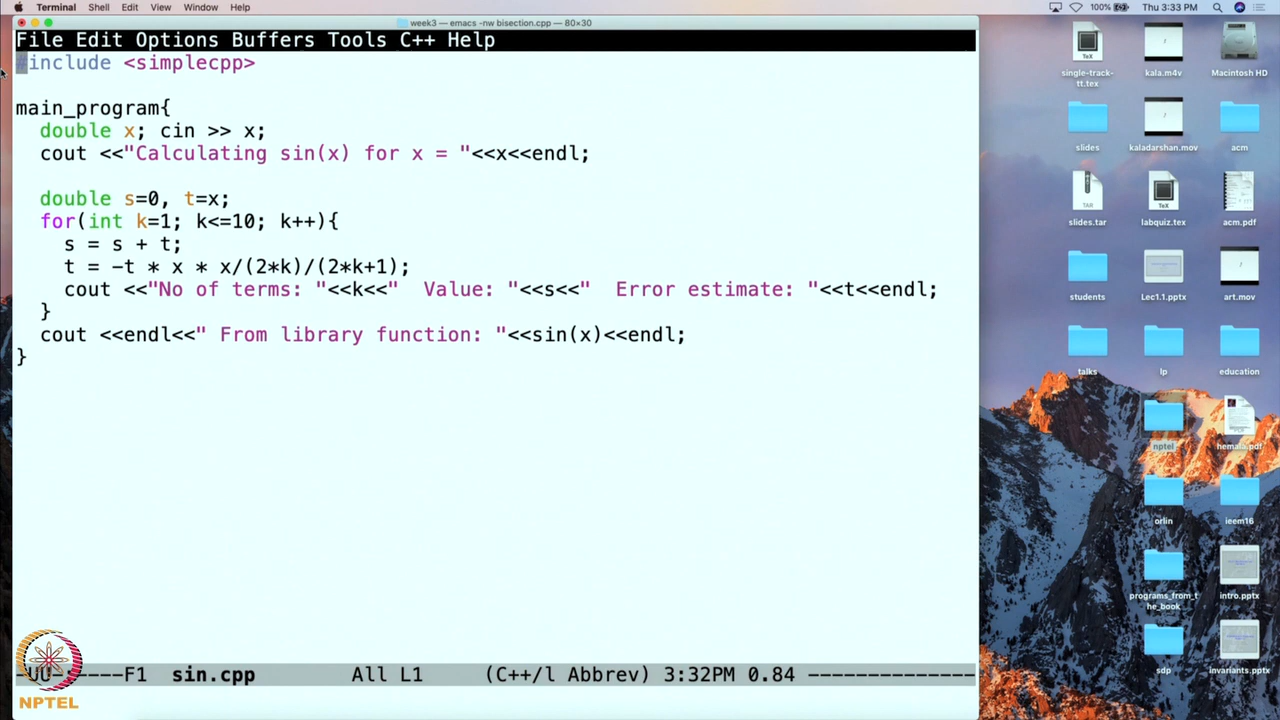 Terminal Shell Edit View Window Help 100% Thu 3:33 PM
week3 — emacs -nw bisection.cpp — 80×30
File Edit Options Buffers Tools C++ Help
#include <simplecpp>
main_program{
double x; cin >> x;
cout <<"Calculating sin(x) for x = "<<x<<endl;
double s=0, t=x;
for(int k=1; k<=10; k++){
s = s + t;
t = -t * x * x/(2*k)/(2*k+1);
cout <<"No of terms: "<<k<<"  Value: "<<s<<"  Error estimate: "<<t<<endl;
}
cout <<endl<<" From library function: "<<sin(x)<<endl;
}
-UU-----F1 sin.cpp All L1 (C++/l Abbrev) 3:32PM 0.84 --------------
NPTEL
TeX
single-track-
tt.tex
kala.m4v
Macintosh HD
slides
kaladarshan.mov
acm
TAR
TeX
slides.tar
labquiz.tex
acm.pdf
students
Lec1.1.pptx
art.mov
talks
lp
education
nptel
hemala.pdf
orlin
ieem16
programs_from_t
he_book
intro.pptx
sdp
invariants.pptx